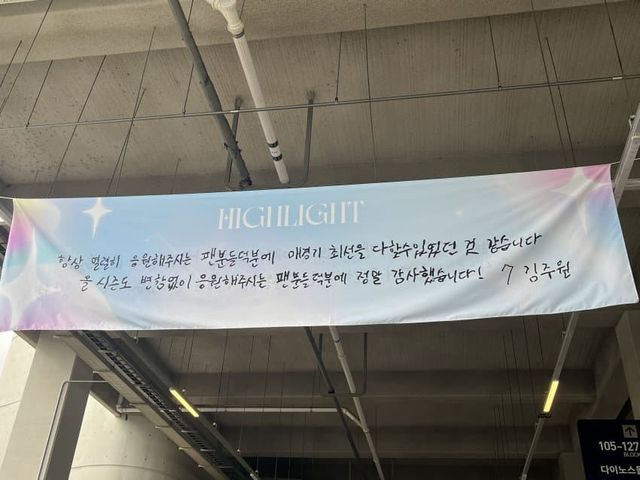 HIGHLIGHT
항상 열렬히 응원해주시는 팬분들덕분에 매경기 최선을 다할수있었던 것 같습니다
올 시즌도 변함없이 응원해주시는 팬분들덕분에 정말 감사했습니다! 7 김주원
105-127
BLOCK
다이노스